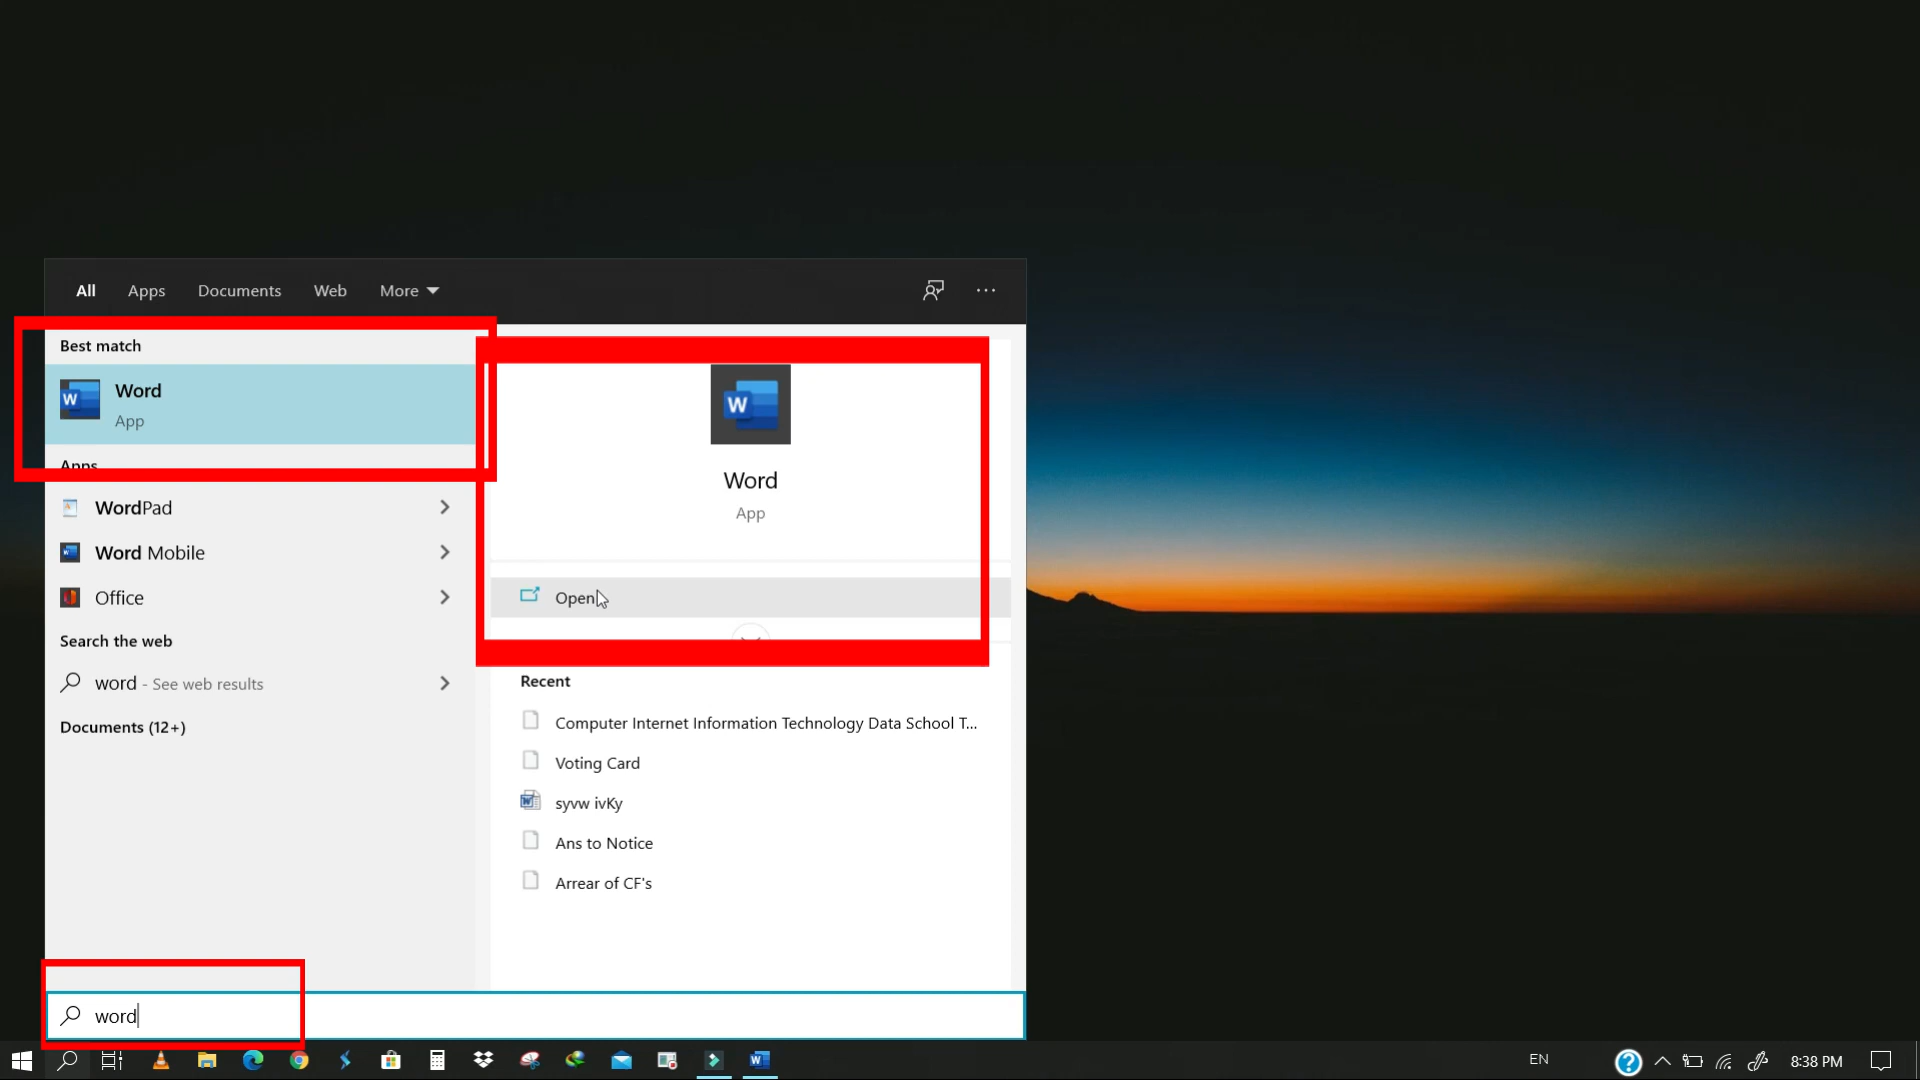 All Apps Documents Web More
Best match
Word
App
Apps
WordPad
Word Mobile
Office
Search the web
word - See web results
Documents (12+)
Word
App
Open
Recent
Computer Internet Information Technology Data School T...
Voting Card
syvw ivKy
Ans to Notice
Arrear of CF's
word
EN 8:38 PM